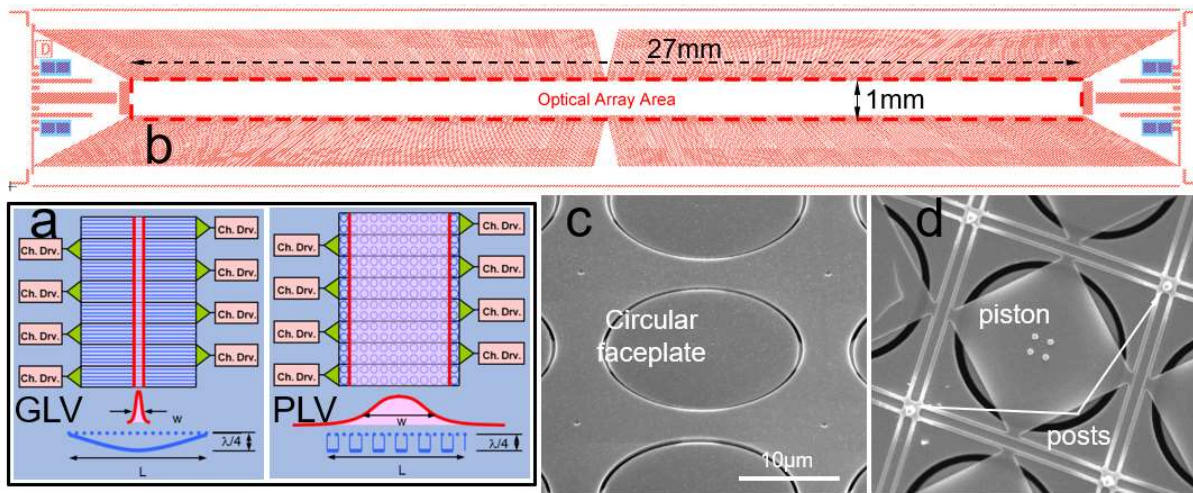 D
27mm
Optical Array Area
1mm
b
a
Ch. Drv.
Ch. Drv.
Ch. Drv.
Ch. Drv.
Ch. Drv.
Ch. Drv.
Ch. Drv.
Ch. Drv.
GLV
w
λ/4
L
Ch. Drv.
Ch. Drv.
Ch. Drv.
Ch. Drv.
Ch. Drv.
Ch. Drv.
Ch. Drv.
Ch. Drv.
PLV
w
λ/4
L
c
Circular
faceplate
10μm
d
piston
posts